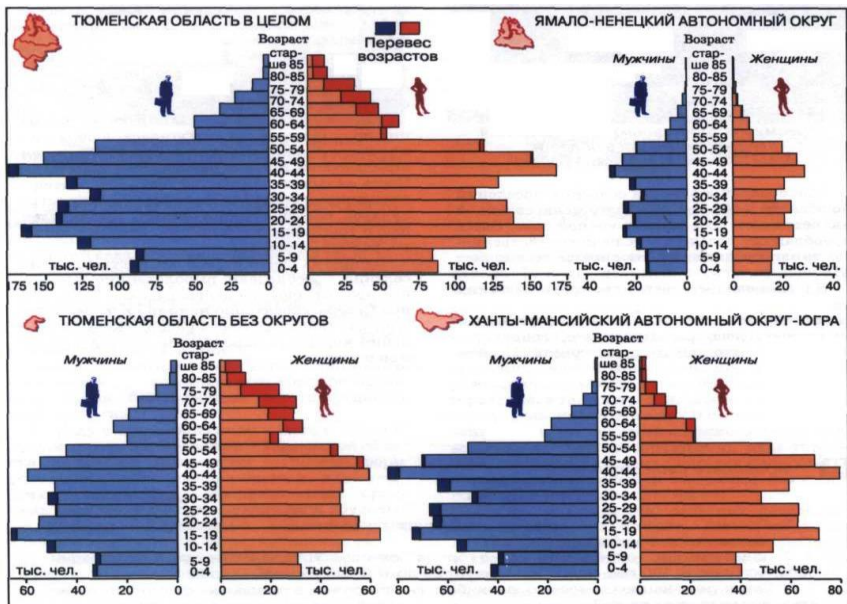 ТЮМЕНСКАЯ ОБЛАСТЬ В ЦЕЛОМ
Возраст
стар-
ше 85
80-85
75-79
70-74
65-69
60-64
55-59
50-54
45-49
40-44
35-39
30-34
25-29
20-24
15-19
10-14
5-9
0-4
Перевес
возрастов
тыс. чел.
тыс. чел.
175 150 125 100 75 50 25 0
0 25 50 75 100 125 150 175
ЯМАЛО-НЕНЕЦКИЙ АВТОНОМНЫЙ ОКРУГ
Возраст
Мужчины
Женщины
стар-
ше 85
80-85
75-79
70-74
65-69
60-64
55-59
50-54
45-49
40-44
35-39
30-34
25-29
20-24
15-19
10-14
5-9
0-4
тыс. чел.
тыс. чел.
40 20 0
0 20 40
ТЮМЕНСКАЯ ОБЛАСТЬ БЕЗ ОКРУГОВ
Возраст
Мужчины
Женщины
стар-
ше 85
80-85
75-79
70-74
65-69
60-64
55-59
50-54
45-49
40-44
35-39
30-34
25-29
20-24
15-19
10-14
5-9
0-4
тыс. чел.
тыс. чел.
60 40 20 0
0 20 40 60
ХАНТЫ-МАНСИЙСКИЙ АВТОНОМНЫЙ ОКРУГ-ЮГРА
Возраст
Мужчины
Женщины
стар-
ше 85
80-85
75-79
70-74
65-69
60-64
55-59
50-54
45-49
40-44
35-39
30-34
25-29
20-24
15-19
10-14
5-9
0-4
тыс. чел.
тыс. чел.
80 60 40 20 0
0 20 40 60 80